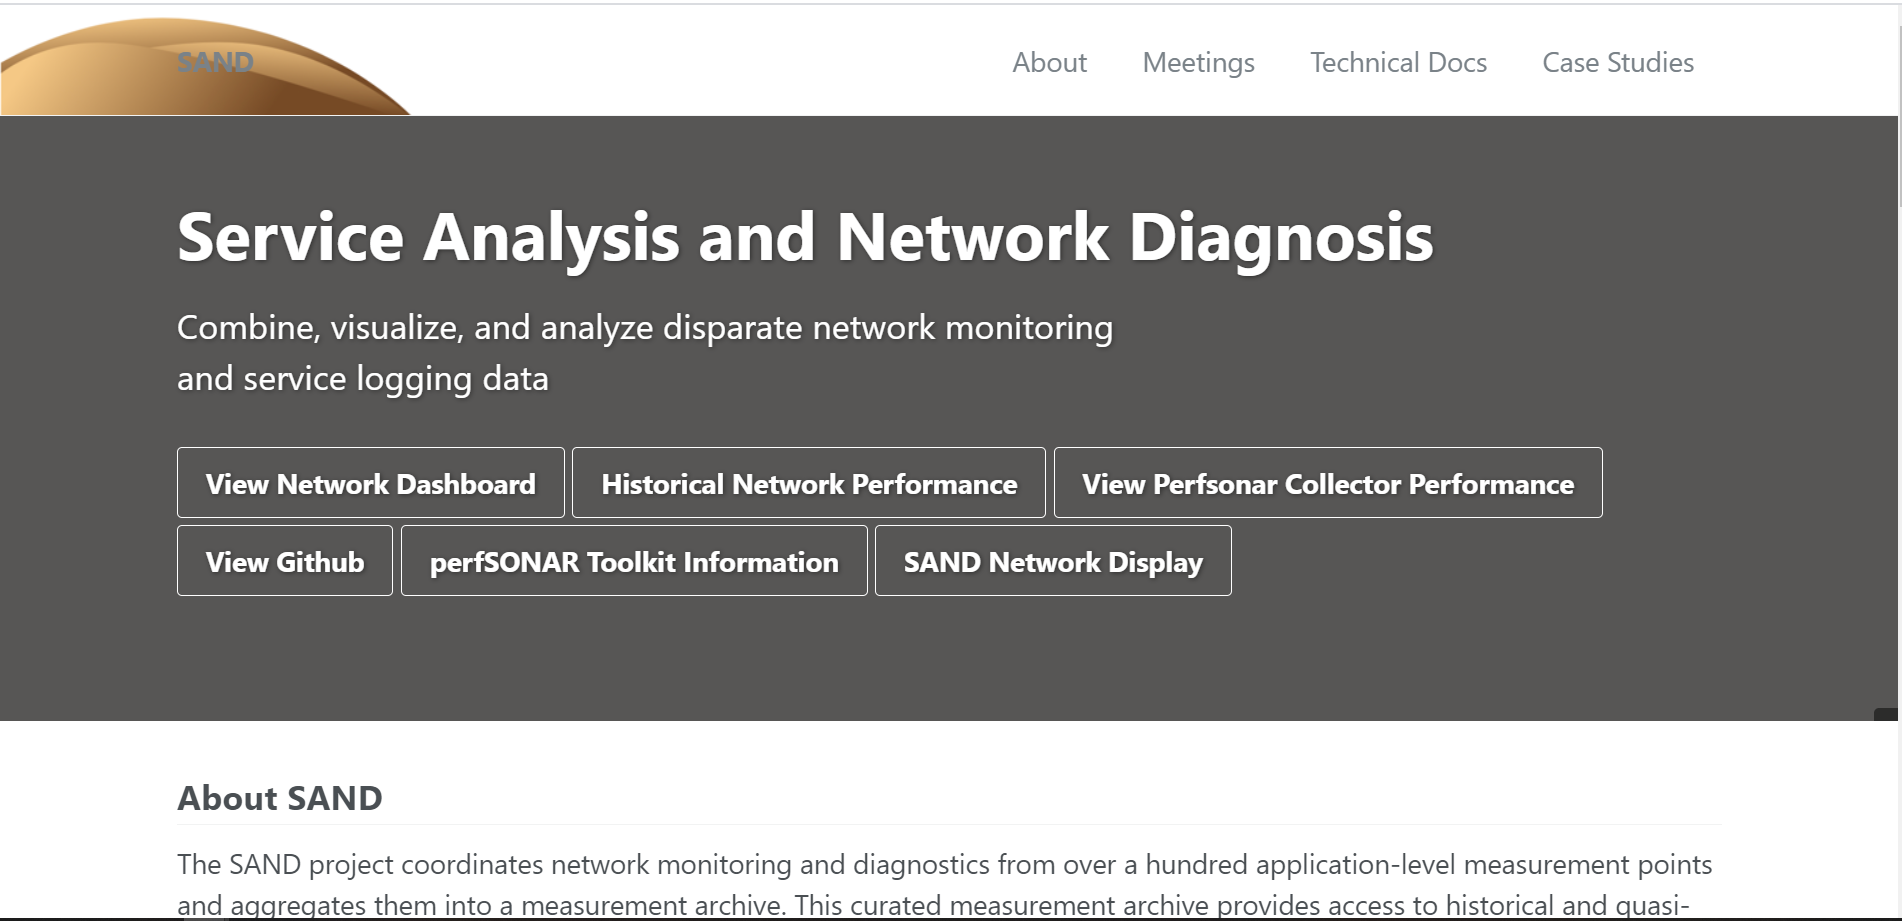 SAND
About Meetings Technical Docs Case Studies
Service Analysis and Network Diagnosis
Combine, visualize, and analyze disparate network monitoring
and service logging data
View Network Dashboard Historical Network Performance View Perfsonar Collector Performance
View Github perfSONAR Toolkit Information SAND Network Display
About SAND
The SAND project coordinates network monitoring and diagnostics from over a hundred application-level measurement points
and aggregates them into a measurement archive. This curated measurement archive provides access to historical and quasi-